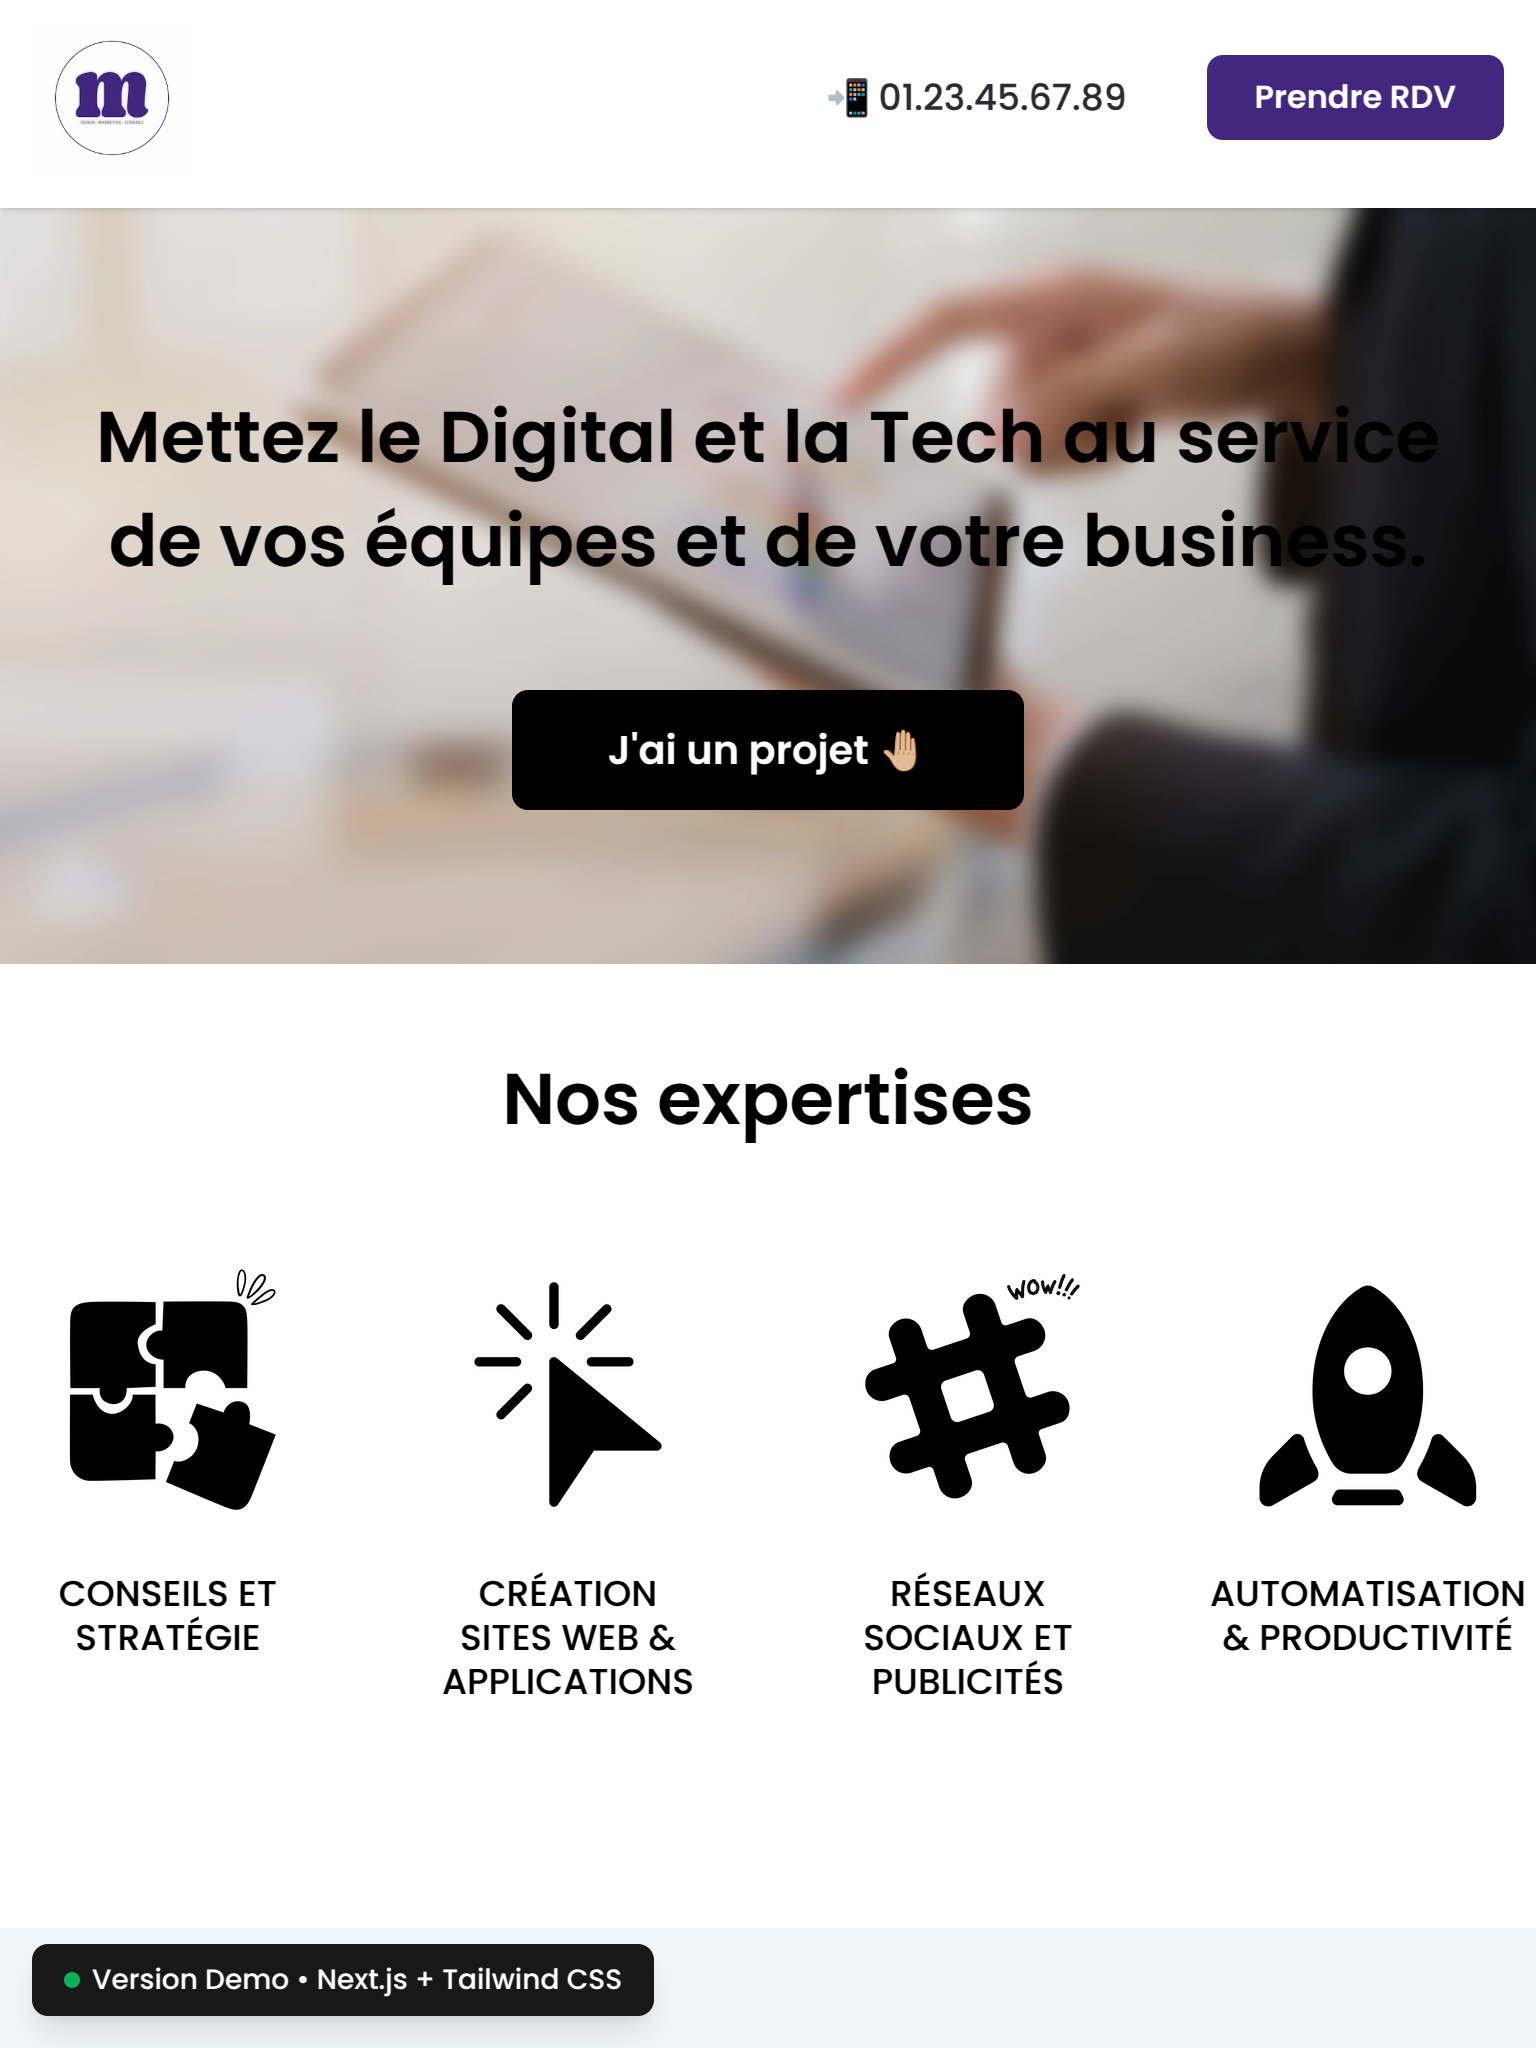 m
DESIGN - MARKETING - CONSEILS
📲 01.23.45.67.89
Prendre RDV
Mettez le Digital et la Tech au service
de vos équipes et de votre business.
J'ai un projet 🤚🏼
Nos expertises
WOW!!!
CONSEILS ET
STRATÉGIE
CRÉATION
SITES WEB &
APPLICATIONS
RÉSEAUX
SOCIAUX ET
PUBLICITÉS
AUTOMATISATION
& PRODUCTIVITÉ
Version Demo • Next.js + Tailwind CSS